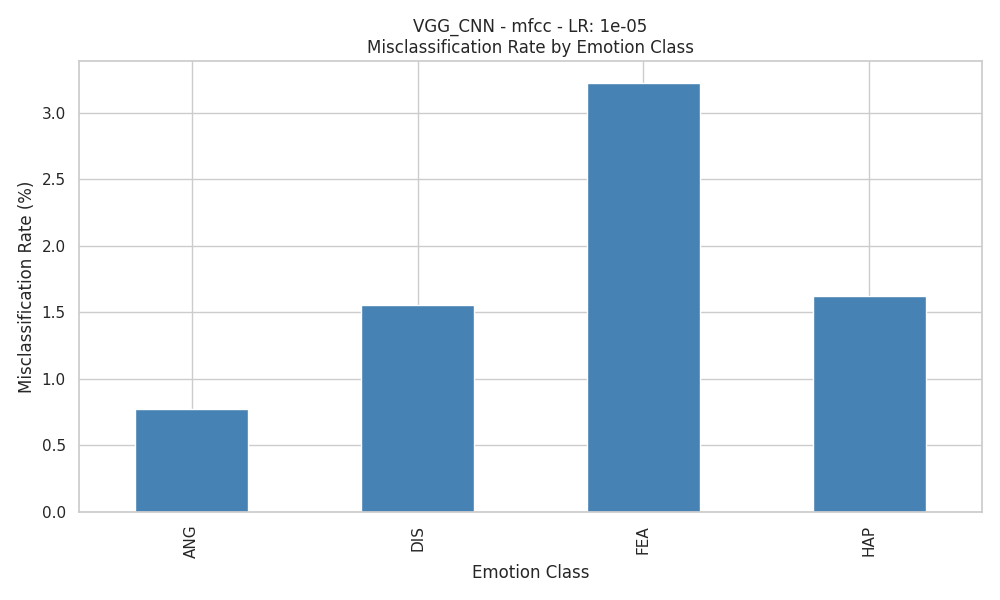 VGG_CNN - mfcc - LR: 1e-05
Misclassification Rate by Emotion Class
Misclassification Rate (%)
3.0
2.5
2.0
1.5
1.0
0.5
0.0
ANG
DIS
FEA
HAP
Emotion Class